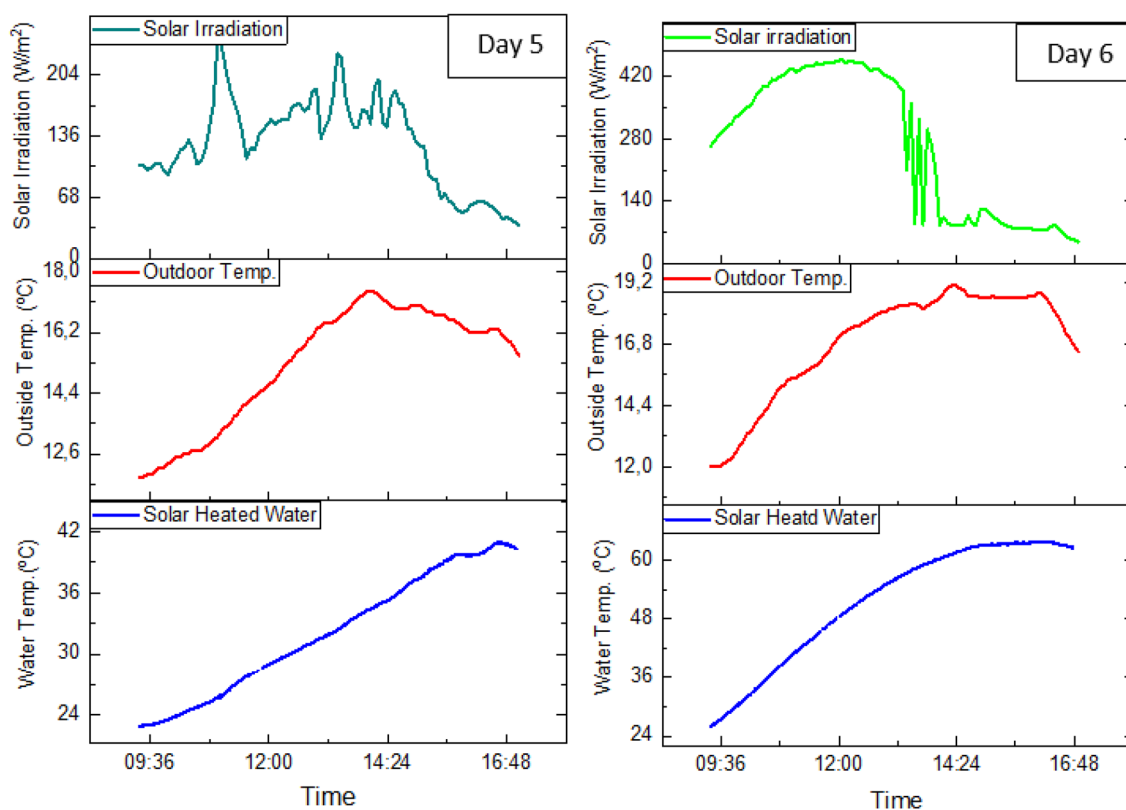 Solar Irradiation
Day 5
Solar Irradiation (W/m²)
204
136
68
0
Outdoor Temp.
Outside Temp. (ºC)
18,0
16,2
14,4
12,6
Solar Heated Water
Water Temp.(ºC)
42
36
30
24
09:36
12:00
14:24
16:48
Time
Solar irradiation
Day 6
Solar Irradiation (W/m²)
420
280
140
0
Outdoor Temp.
Outside Temp. (ºC)
19,2
16,8
14,4
12,0
Solar Heatd Water
Water Temp. (ºC)
60
48
36
24
09:36
12:00
14:24
16:48
Time